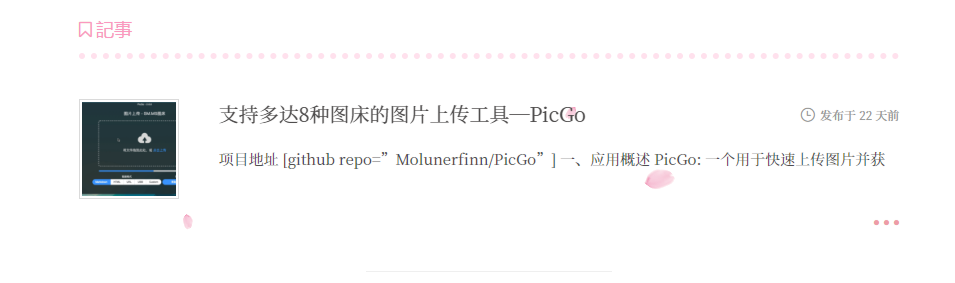 記事
支持多达8种图床的图片上传工具—PicGo
发布于 22 天前
项目地址 [github repo=”Molunerfinn/PicGo”] 一、应用概述 PicGo: 一个用于快速上传图片并获